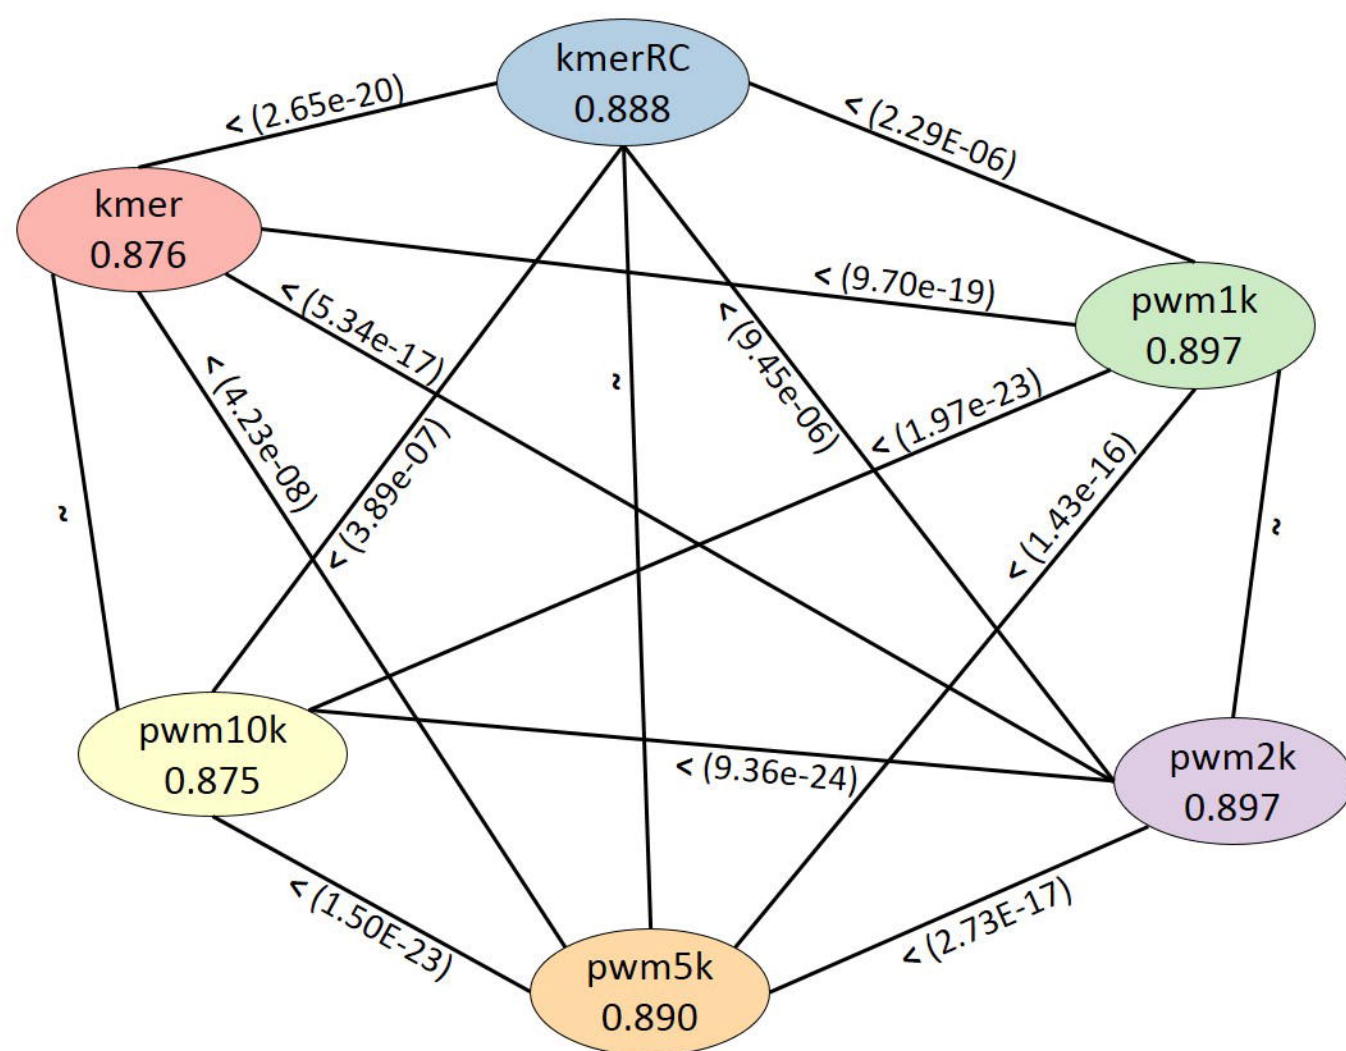 kmerRC
0.888
< (2.65e-20)
< (2.29E-06)
kmer
0.876
pwm1k
0.897
< (9.70e-19)
< (5.34e-17)
< (9.45e-06)
~
< (4.23e-08)
< (3.89e-07)
< (1.97e-23)
< (1.43e-16)
~
~
pwm10k
0.875
< (9.36e-24)
pwm2k
0.897
< (1.50E-23)
< (2.73E-17)
pwm5k
0.890